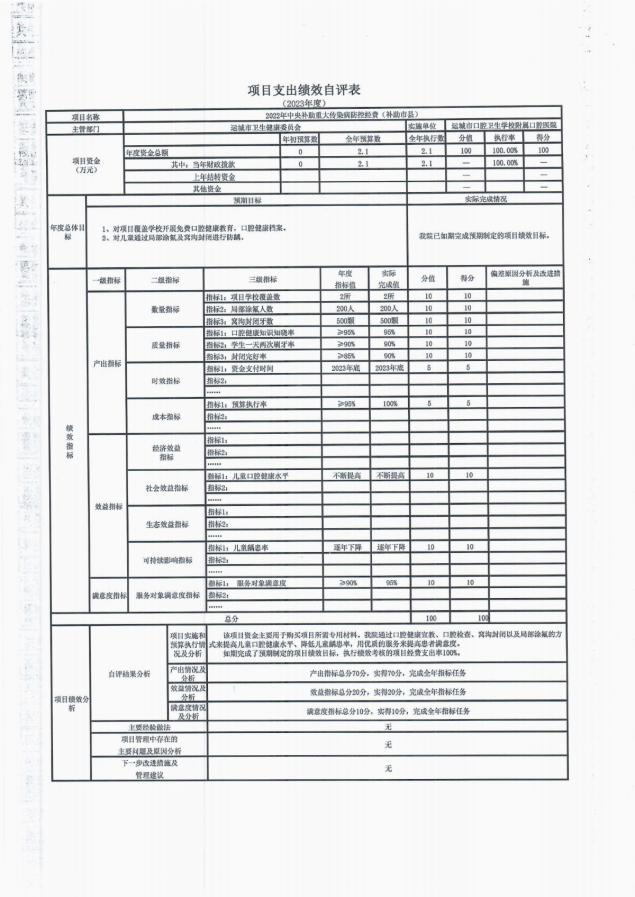 项目支出绩效自评表
(2023年度)
项目名称 2022年中央补助重大传染病防控经费(补助市县)
主管部门 运城市卫生健康委员会 实施单位 运城市口腔卫生学校附属口腔医院
项目资金(万元) 年初预算数 全年预算数 全年执行数 分值 执行率 得分
年度资金总额 0 2.1 2.1 100 100.00% 100
其中:当年财政拨款 0 2.1 2.1 — 100.00% —
上年结转资金 — —
其他资金 — —
年度总体目标 预期目标 实际完成情况
1、对项目覆盖学校开展免费口腔健康教育,口腔健康档案。
2、对儿童通过局部涂氟及窝沟封闭进行防龋。
我院已如期完成预期制定的项目绩效目标。
绩效指标 一级指标 二级指标 三级指标 年度指标值 实际完成值 分值 得分 偏差原因分析及改进措施
产出指标 数量指标 指标1:项目学校覆盖数 2所 2所 10 10
指标2:局部涂氟人数 200人 200人 10 10
指标3:窝沟封闭牙数 500颗 500颗 10 10
质量指标 指标1:口腔健康知识知晓率 ≥95% 95% 10 10
指标2:学生一天两次刷牙率 ≥90% 90% 10 10
指标3:封闭完好率 ≥85% 90% 10 10
时效指标 指标1:资金支付时间 2023年底 2023年底 5 5
指标2:
……
成本指标 指标1:预算执行率 ≥95% 100% 5 5
指标2:
……
效益指标 经济效益指标 指标1:
指标2:
……
社会效益指标 指标1:儿童口腔健康水平 不断提高 不断提高 10 10
指标2:
……
生态效益指标 指标1:
指标2:
……
可持续影响指标 指标1:儿童龋患率 逐年下降 逐年下降 10 10
指标2:
……
满意度指标 服务对象满意度指标 指标1: 服务对象满意度 ≥90% 95% 10 10
指标2:
……
总分 100 100
项目绩效分析 自评结果分析 项目实施和预算执行情况及分析 该项目资金主要用于购买项目所需专用材料。我院通过口腔健康宣教、口腔检查、窝沟封闭以及局部涂氟的方
式来提高儿童口腔健康水平、降低儿童龋患率,用优质的服务来提高患者满意度。
如期完成了预期制定的项目绩效目标,执行绩效考核的项目经费支出率100%。
产出情况及分析 产出指标总分70分,实得70分,完成全年指标任务
效益情况及分析 效益指标总分20分,实得20分,完成全年指标任务
满意度情况及分析 满意度指标总分10分,实得10分,完成全年指标任务
主要经验做法 无
项目管理中存在的主要问题及原因分析 无
下一步改进措施及管理建议 无